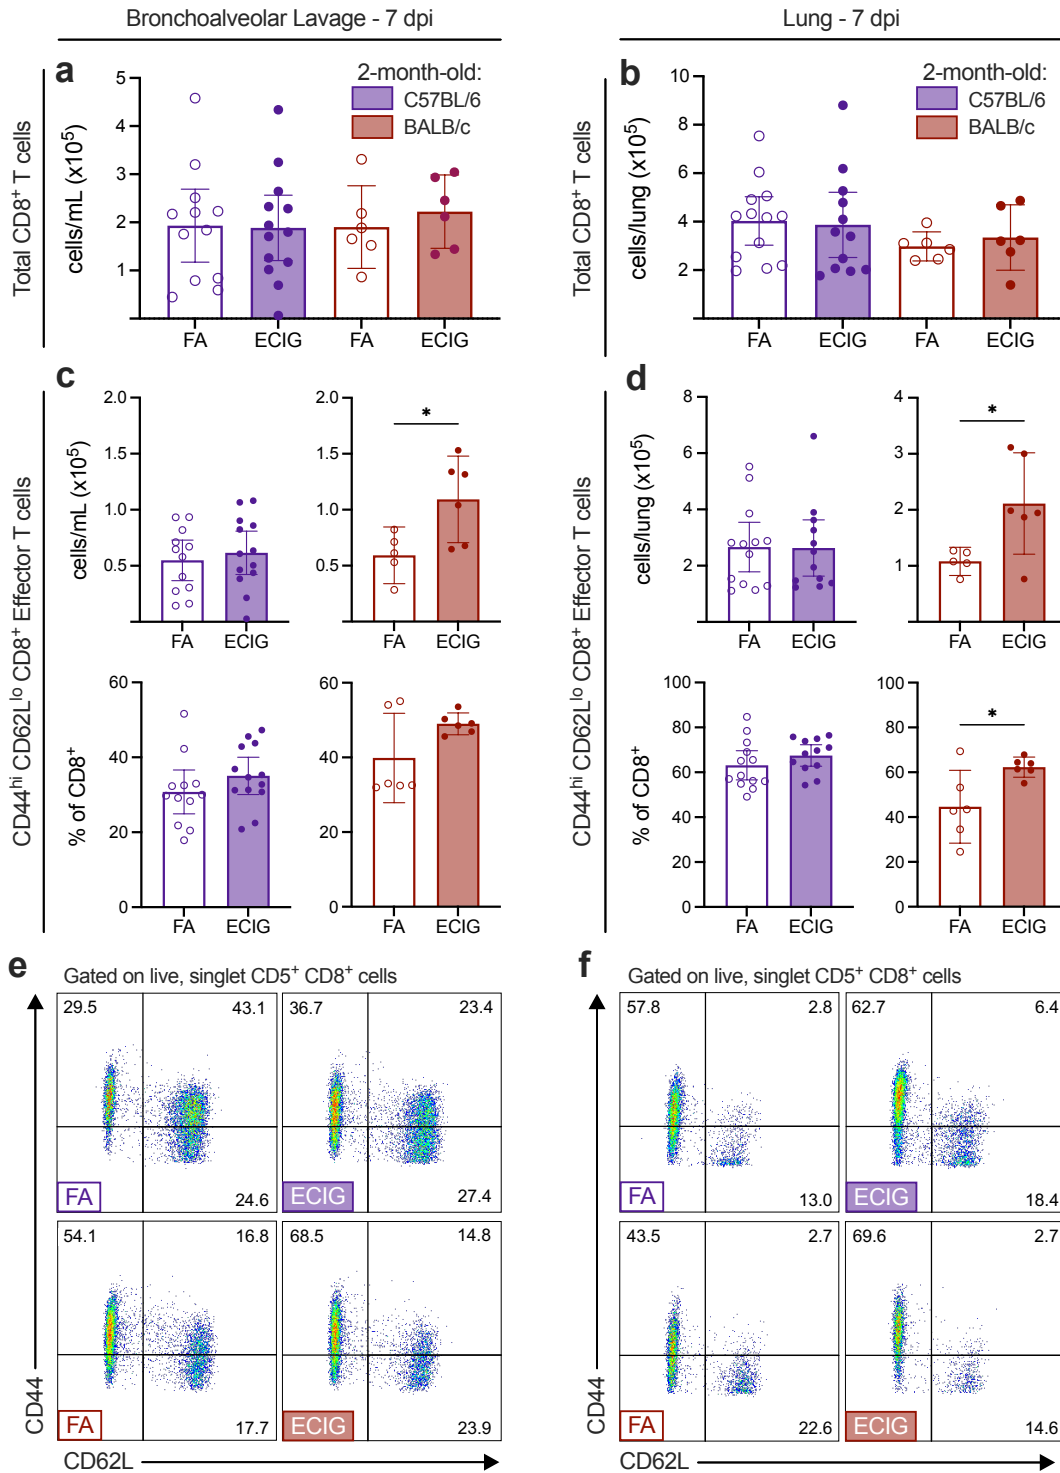 Bronchoalveolar Lavage - 7 dpi
Lung - 7 dpi
a
2-month-old:
C57BL/6
BALB/c
Total CD8⁺ T cells
cells/mL (x10⁵)
5
4
3
2
1
FA
ECIG
FA
ECIG
b
2-month-old:
C57BL/6
BALB/c
Total CD8⁺ T cells
cells/lung (x10⁵)
10
8
6
4
2
FA
ECIG
FA
ECIG
c
CD44ʰⁱ CD62Lˡᵒ CD8⁺ Effector T cells
cells/mL (x10⁵)
2.0
1.5
1.0
0.5
FA
ECIG
2.0
1.5
1.0
0.5
*
FA
ECIG
% of CD8⁺
60
40
20
0
FA
ECIG
60
40
20
0
FA
ECIG
d
CD44ʰⁱ CD62Lˡᵒ CD8⁺ Effector T cells
cells/lung (x10⁵)
8
6
4
2
FA
ECIG
4
3
2
1
*
FA
ECIG
% of CD8⁺
100
80
60
40
20
0
FA
ECIG
100
80
60
40
20
0
*
FA
ECIG
e
Gated on live, singlet CD5⁺ CD8⁺ cells
29.5
43.1
36.7
23.4
FA
24.6
ECIG
27.4
54.1
16.8
68.5
14.8
FA
17.7
ECIG
23.9
CD44
CD62L
f
Gated on live, singlet CD5⁺ CD8⁺ cells
57.8
2.8
62.7
6.4
FA
13.0
ECIG
18.4
43.5
2.7
69.6
2.7
FA
22.6
ECIG
14.6
CD44
CD62L